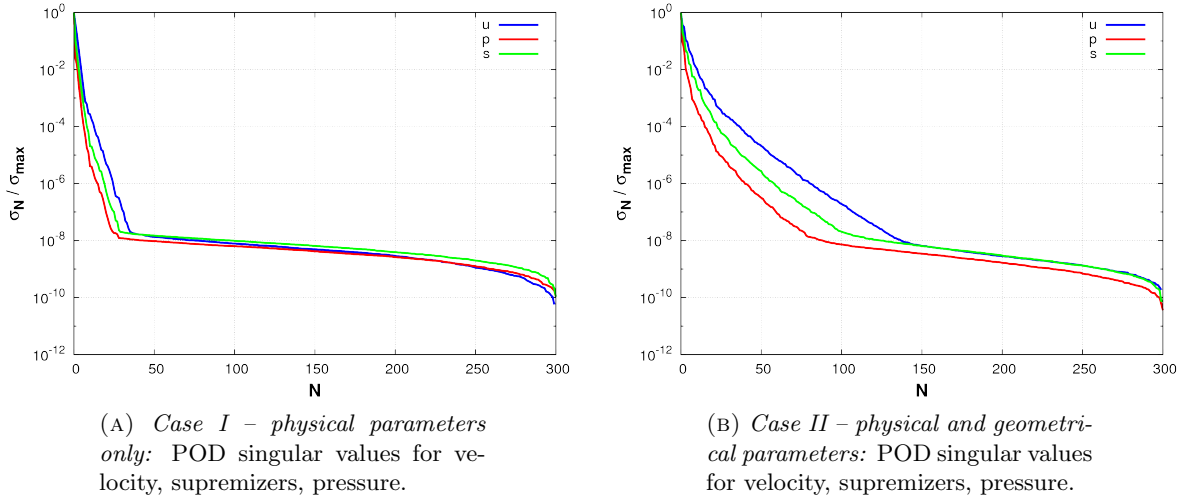 10^0
10^-2
10^-4
10^-6
10^-8
10^-10
10^-12
σ_N / σ_max
0 50 100 150 200 250 300
N
u
p
s
(A) Case I – physical parameters
only: POD singular values for ve-
locity, supremizers, pressure.
10^0
10^-2
10^-4
10^-6
10^-8
10^-10
10^-12
σ_N / σ_max
0 50 100 150 200 250 300
N
u
p
s
(B) Case II – physical and geometri-
cal parameters: POD singular values
for velocity, supremizers, pressure.